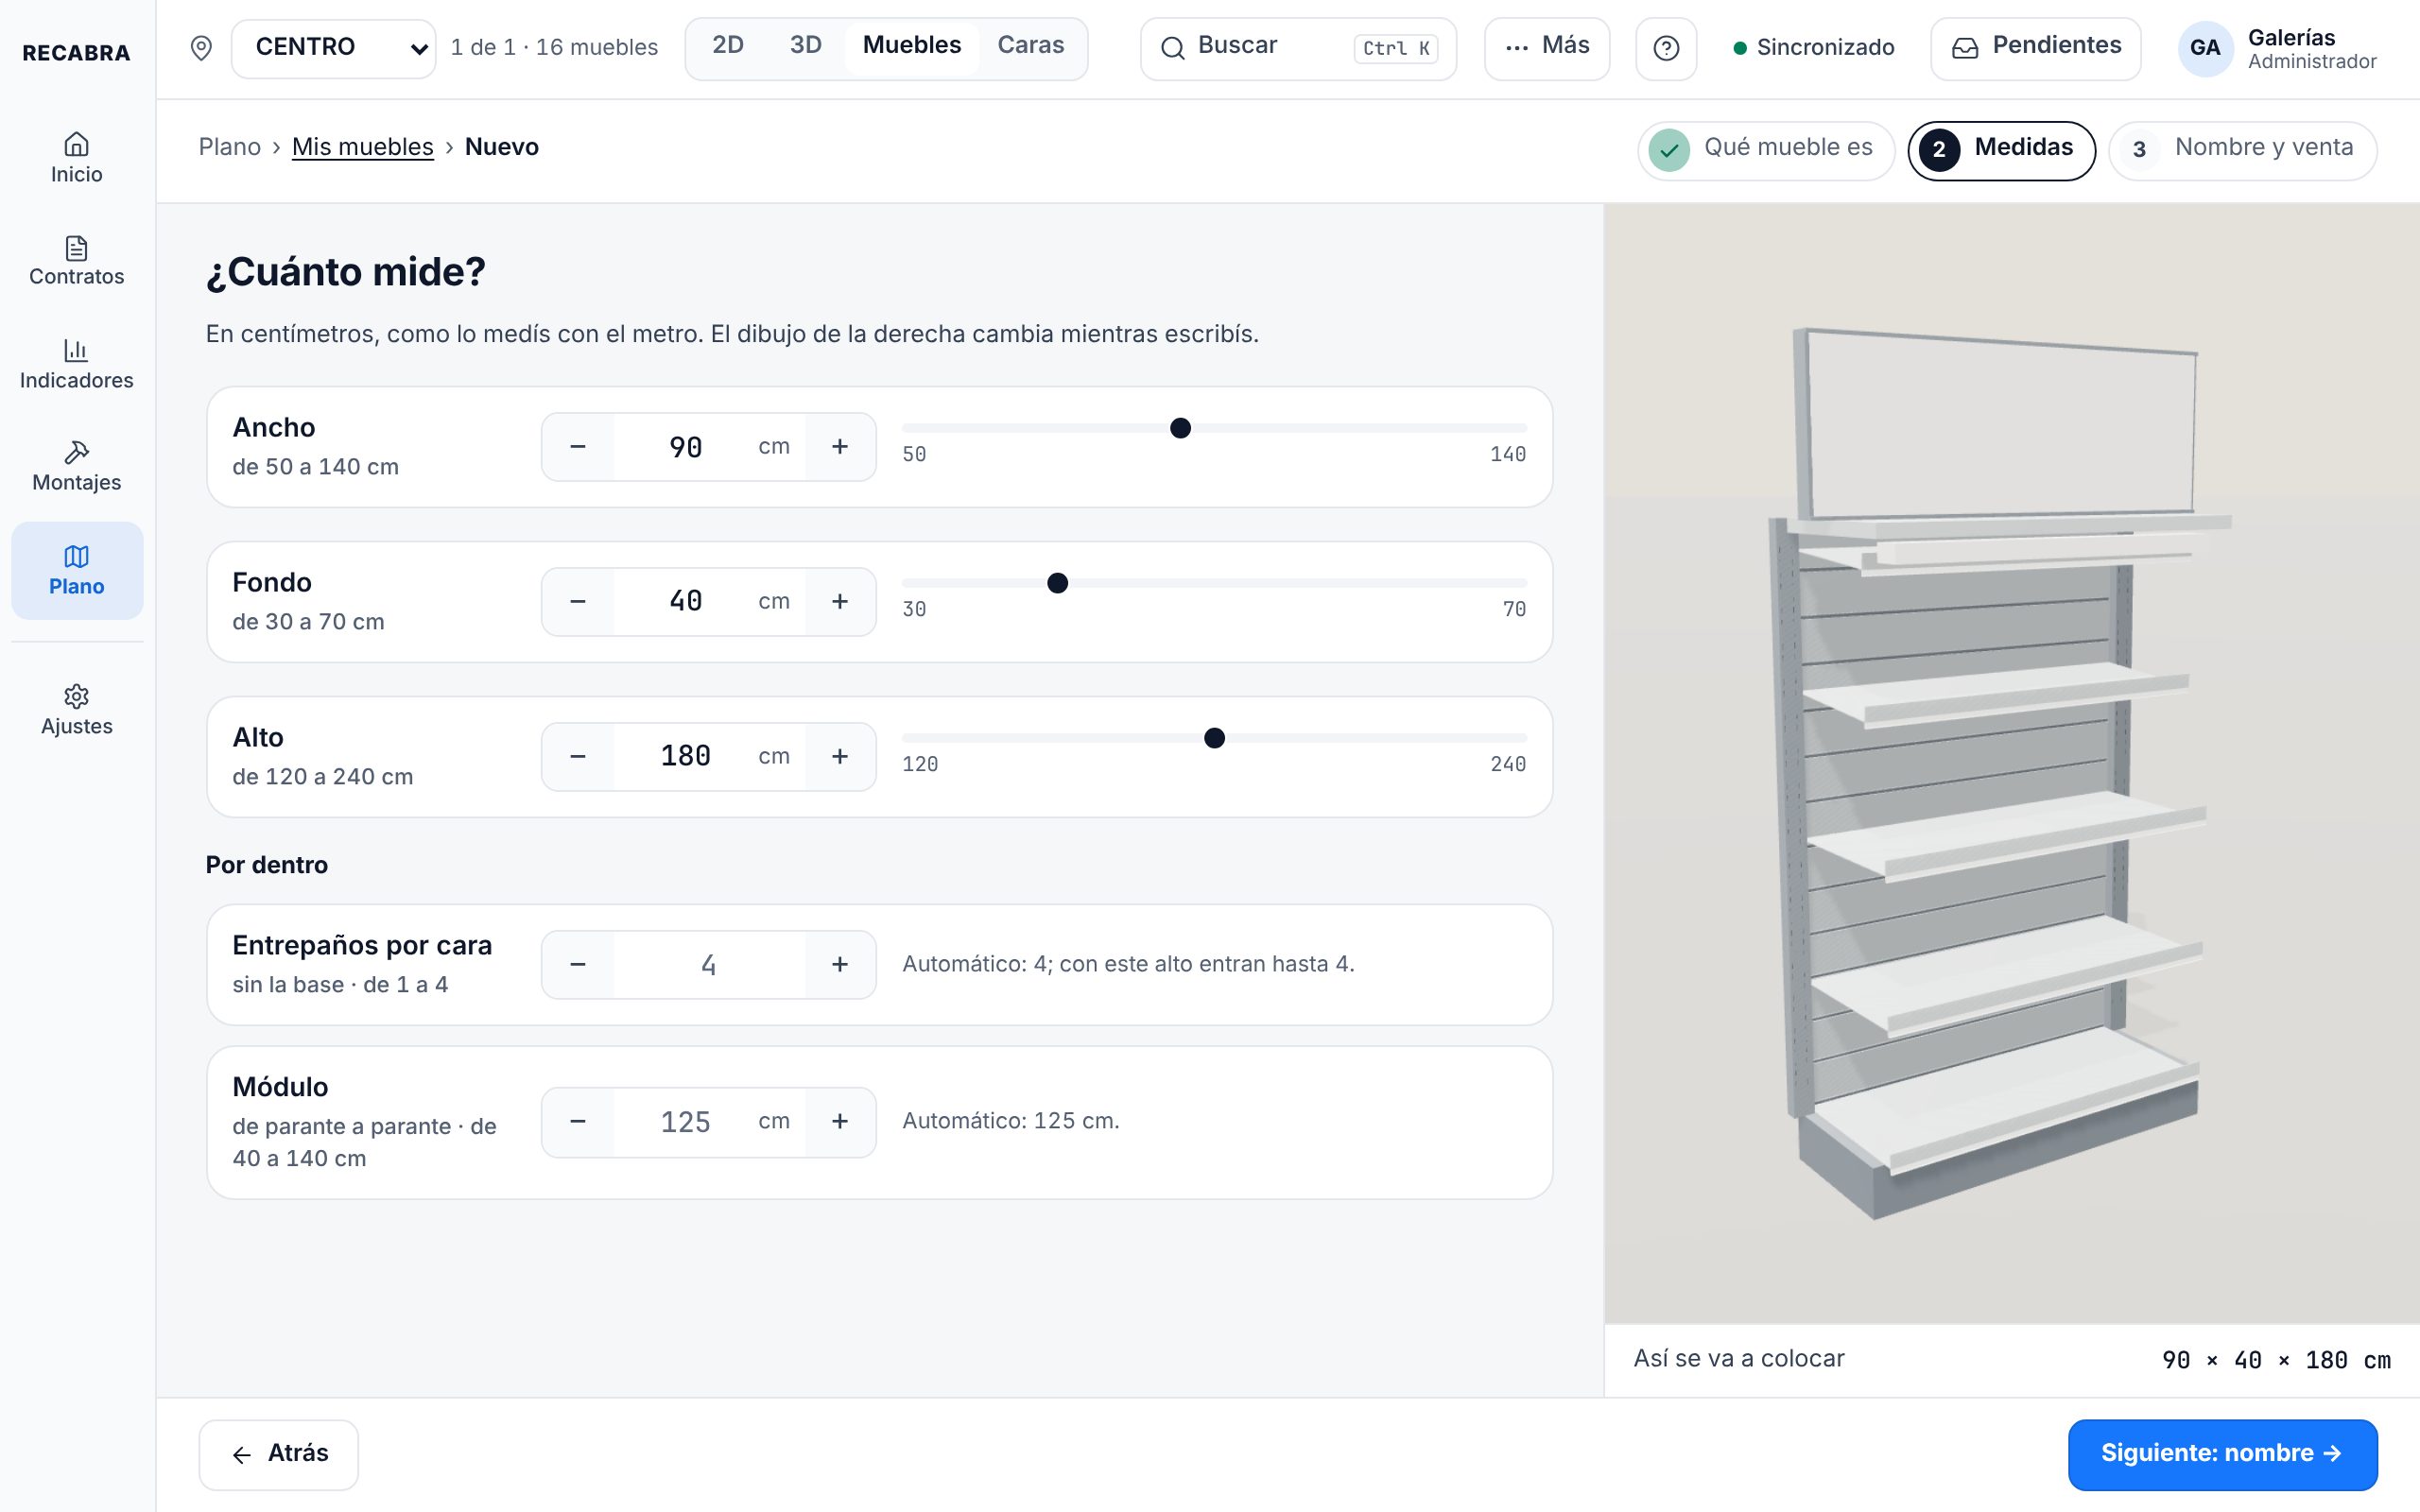 RECABRA
CENTRO
1 de 1 · 16 muebles
2D
3D
Muebles
Caras
Buscar
Ctrl K
Más
Sincronizado
Pendientes
GA
Galerías
Administrador
Inicio
Contratos
Indicadores
Montajes
Plano
Ajustes
Plano › Mis muebles › Nuevo
Qué mueble es
2 Medidas
3 Nombre y venta
¿Cuánto mide?
En centímetros, como lo medís con el metro. El dibujo de la derecha cambia mientras escribís.
Ancho
de 50 a 140 cm
− 90 cm +
50
140
Fondo
de 30 a 70 cm
− 40 cm +
30
70
Alto
de 120 a 240 cm
− 180 cm +
120
240
Por dentro
Entrepaños por cara
sin la base · de 1 a 4
− 4 +
Automático: 4; con este alto entran hasta 4.
Módulo
de parante a parante · de
40 a 140 cm
− 125 cm +
Automático: 125 cm.
Así se va a colocar
90 × 40 × 180 cm
← Atrás
Siguiente: nombre →